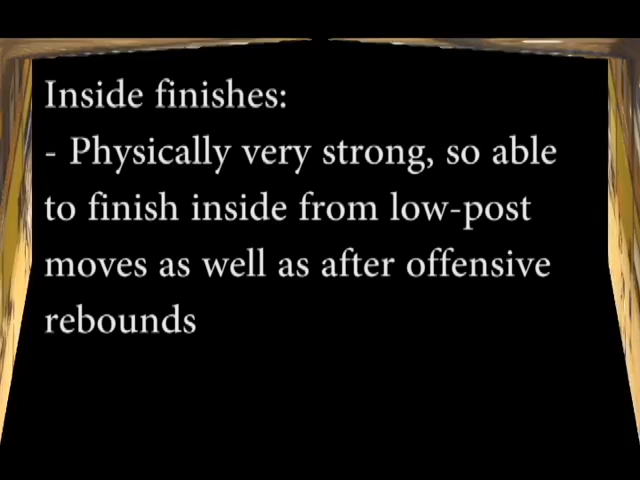 Inside finishes:
- Physically very strong, so able
to finish inside from low-post
moves as well as after offensive
rebounds